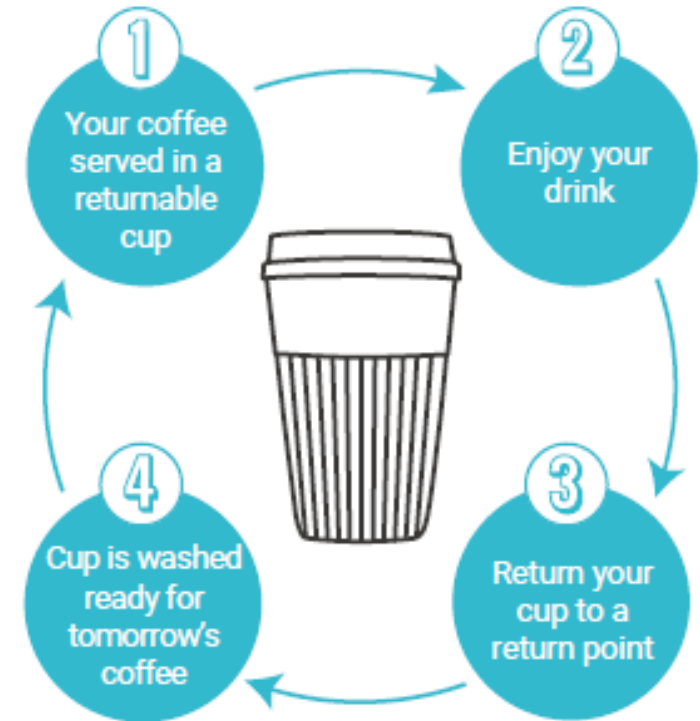 1
Your coffee
served in a
returnable
cup
2
Enjoy your
drink
3
Return your
cup to a
return point
4
Cup is washed
ready for
tomorrow's
coffee